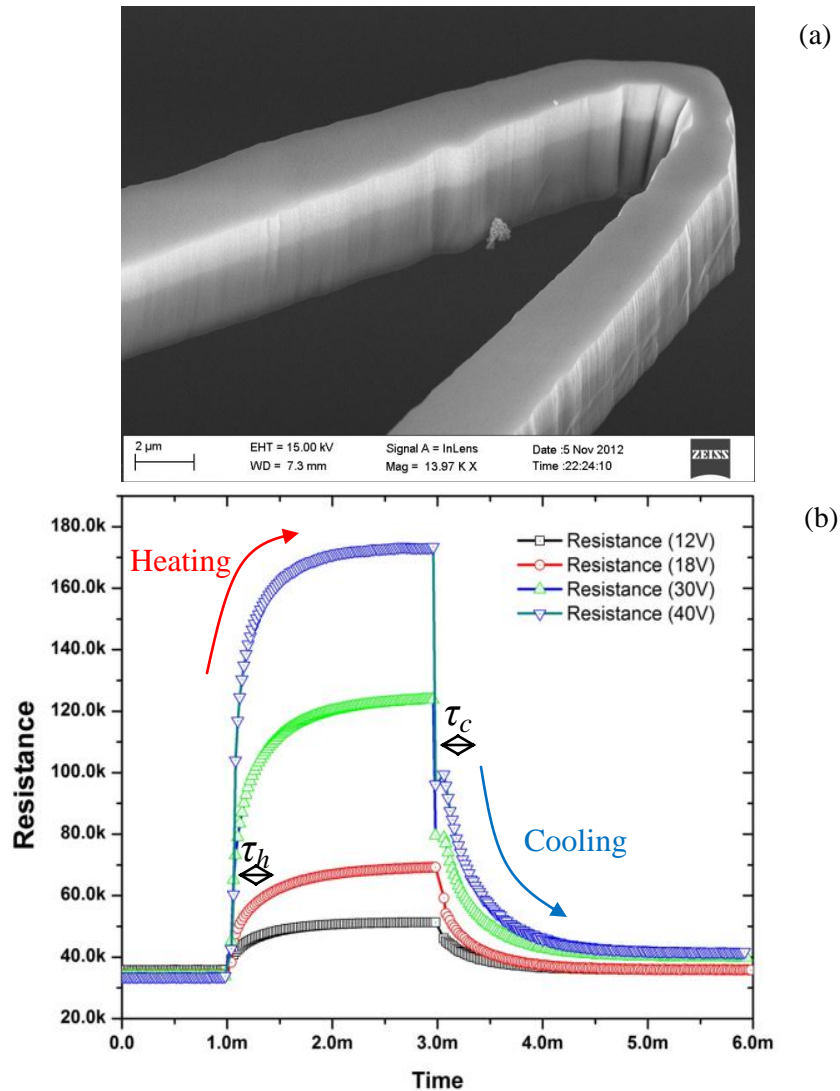 (a)
2 µm
EHT = 15.00 kV
Signal A = InLens
Date :5 Nov 2012
WD = 7.3 mm
Mag = 13.97 K X
Time :22:24:10
ZEISS
(b)
180.0k
160.0k
140.0k
120.0k
100.0k
80.0k
60.0k
40.0k
20.0k
Resistance
Heating
Resistance (12V)
Resistance (18V)
Resistance (30V)
Resistance (40V)
τc
τh
Cooling
0.0
1.0m
2.0m
3.0m
4.0m
5.0m
6.0m
Time